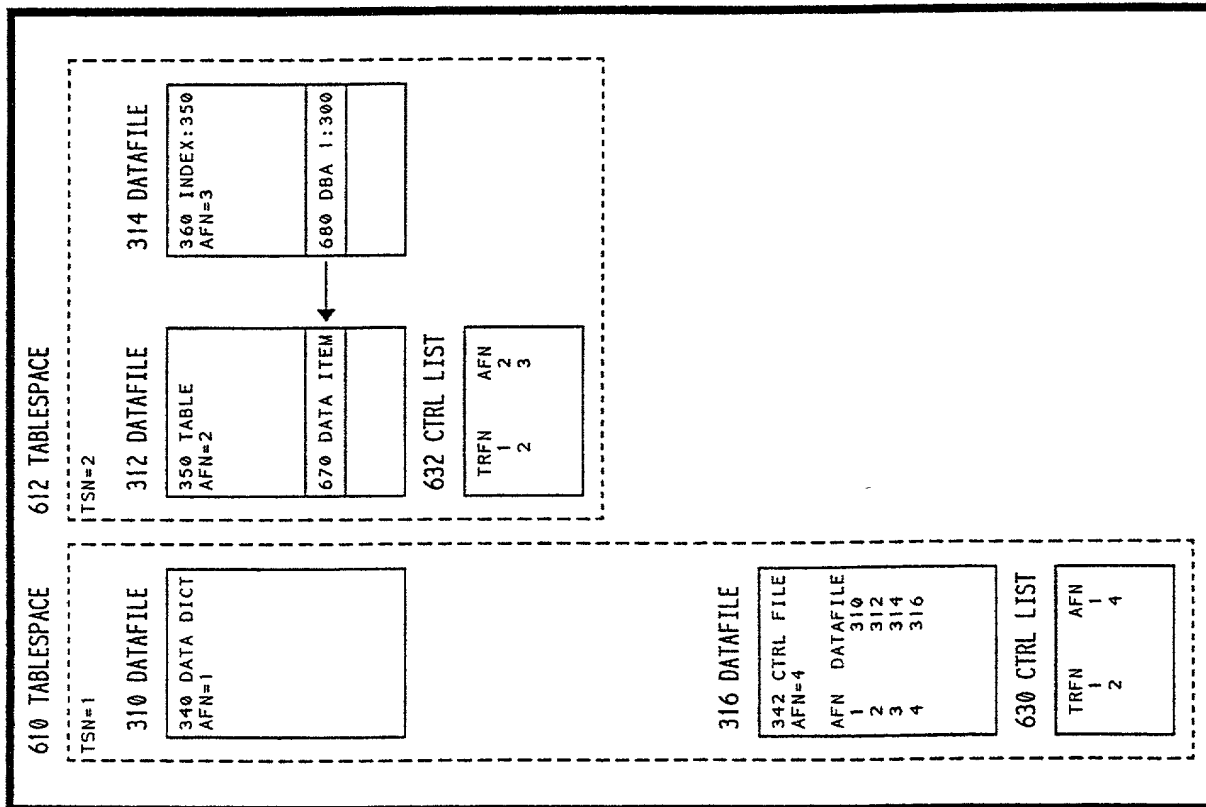 610 TABLESPACE
TSN=1
310 DATAFILE
340 DATA DICT
AFN=1
316 DATAFILE
342 CTRL FILE
AFN=4
AFN DATAFILE
1 310
2 312
3 314
4 316
630 CTRL LIST
TRFN AFN
1 1
2 4
612 TABLESPACE
TSN=2
312 DATAFILE
350 TABLE
AFN=2
670 DATA ITEM
632 CTRL LIST
TRFN AFN
1 2
2 3
314 DATAFILE
360 INDEX:350
AFN=3
680 DBA 1:300